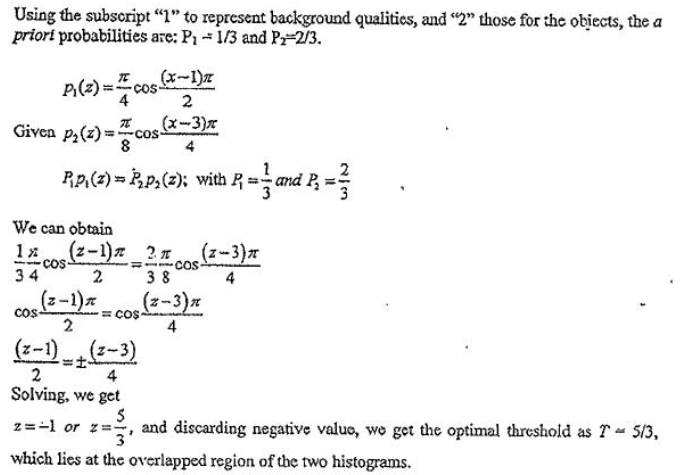 Using the subscript “1” to represent background qualities, and “2” those for the objects, the a
priori probabilities are: P₁ = 1/3 and P₂=2/3.
p₁(z) = π/4 cos (x−1)π/2
Given p₂(z) = π/8 cos (x−3)π/4
P₁p₁(z) = P₂p₂(z); with P₁ = 1/3 and P₂ = 2/3
We can obtain
1/3 π/4 cos (z−1)π/2 = 2/3 π/8 cos (z−3)π/4
cos (z−1)π/2 = cos (z−3)π/4
(z−1)/2 = ± (z−3)/4
Solving, we get
z = −1 or z = 5/3, and discarding negative value, we get the optimal threshold as T = 5/3,
which lies at the overlapped region of the two histograms.